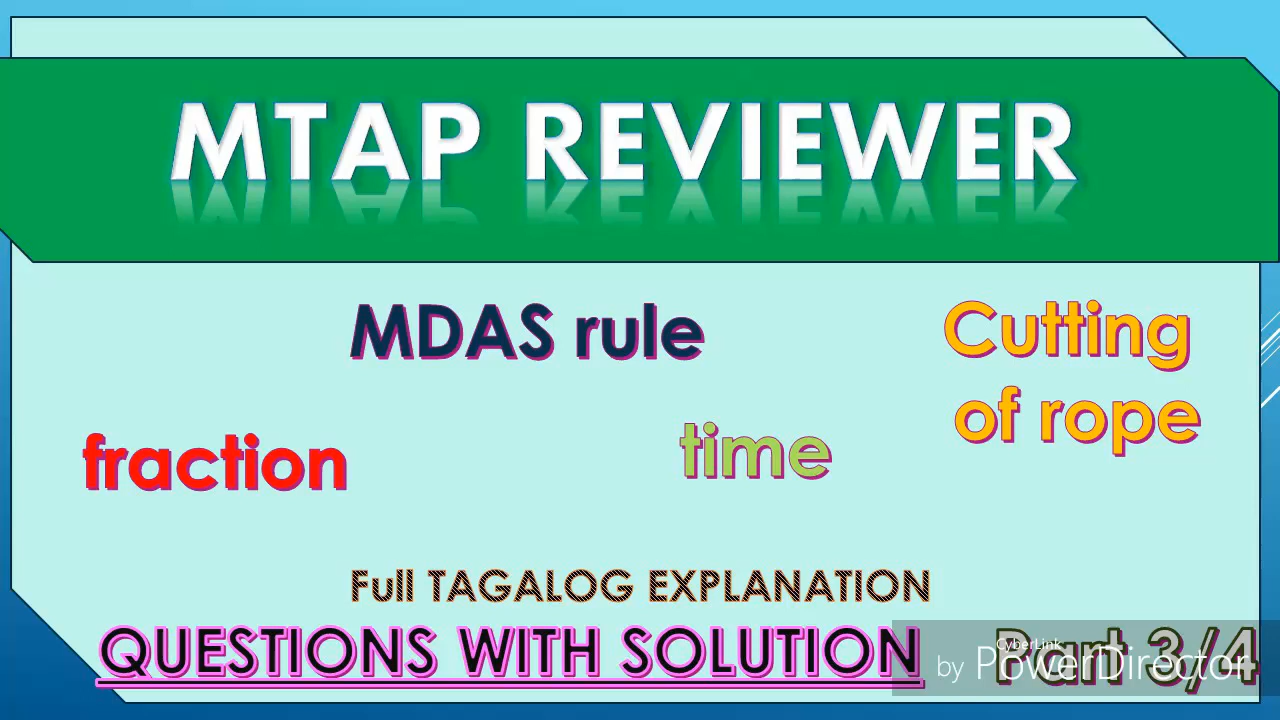 MTAP REVIEWER
MDAS rule
Cutting
of rope
fraction
time
Full TAGALOG EXPLANATION
QUESTIONS WITH SOLUTION
Part 3/4
CyberLink
by PowerDirector